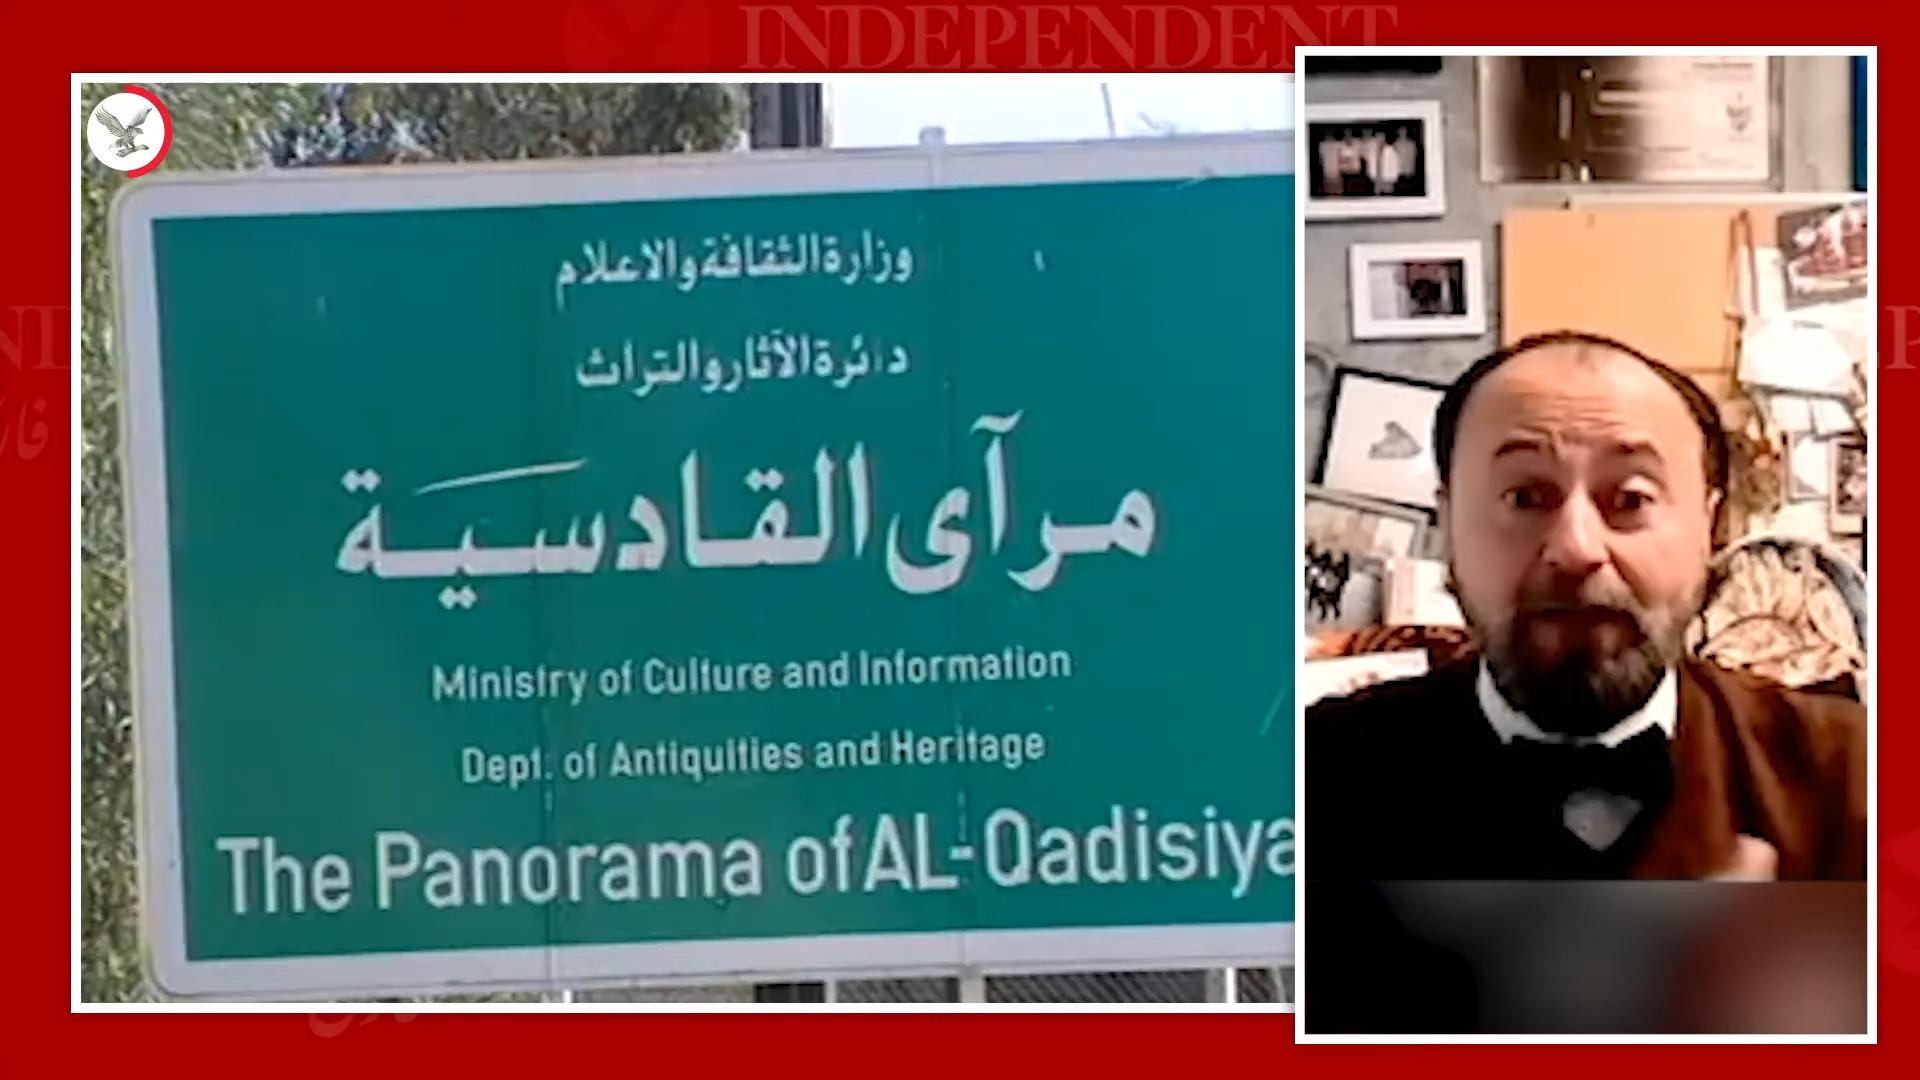 INDEPENDENT
وزارة الثقافة والاعلام
دائرة الآثار والتراث
مرآى القادسية
Ministry of Culture and Information
Dept. of Antiquities and Heritage
The Panorama of AL-Qadisiya